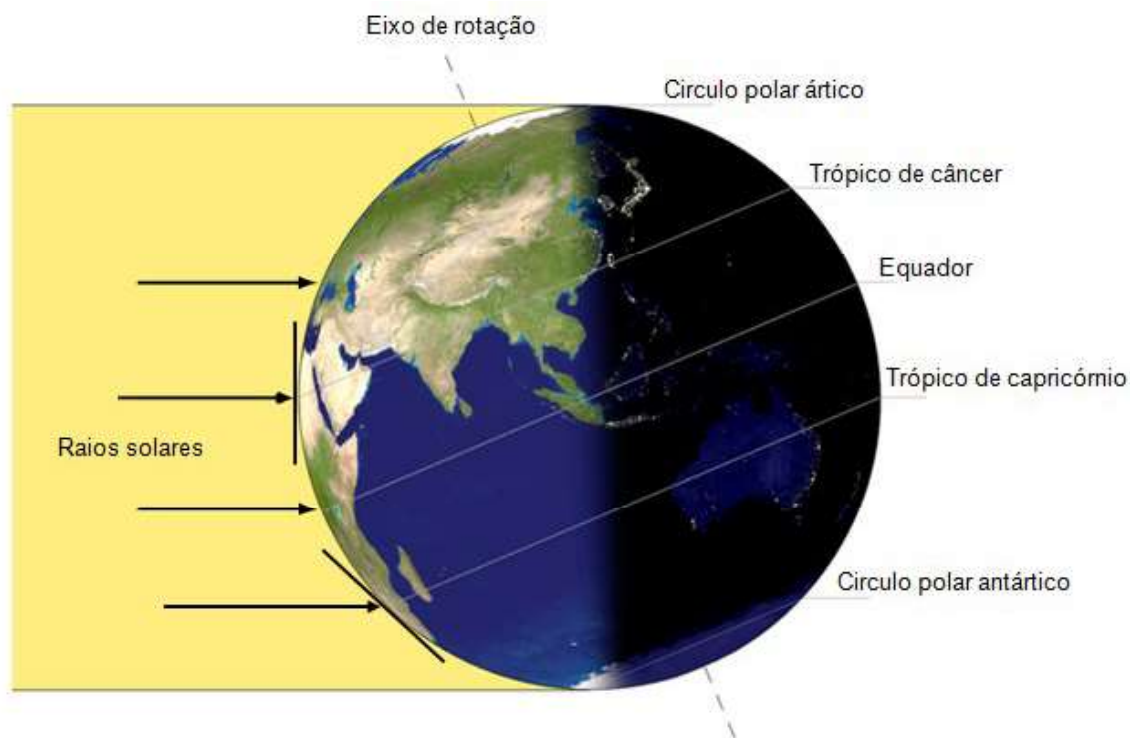 Eixo de rotação
Circulo polar ártico
Trópico de câncer
Equador
Trópico de capricórnio
Raios solares
Circulo polar antártico